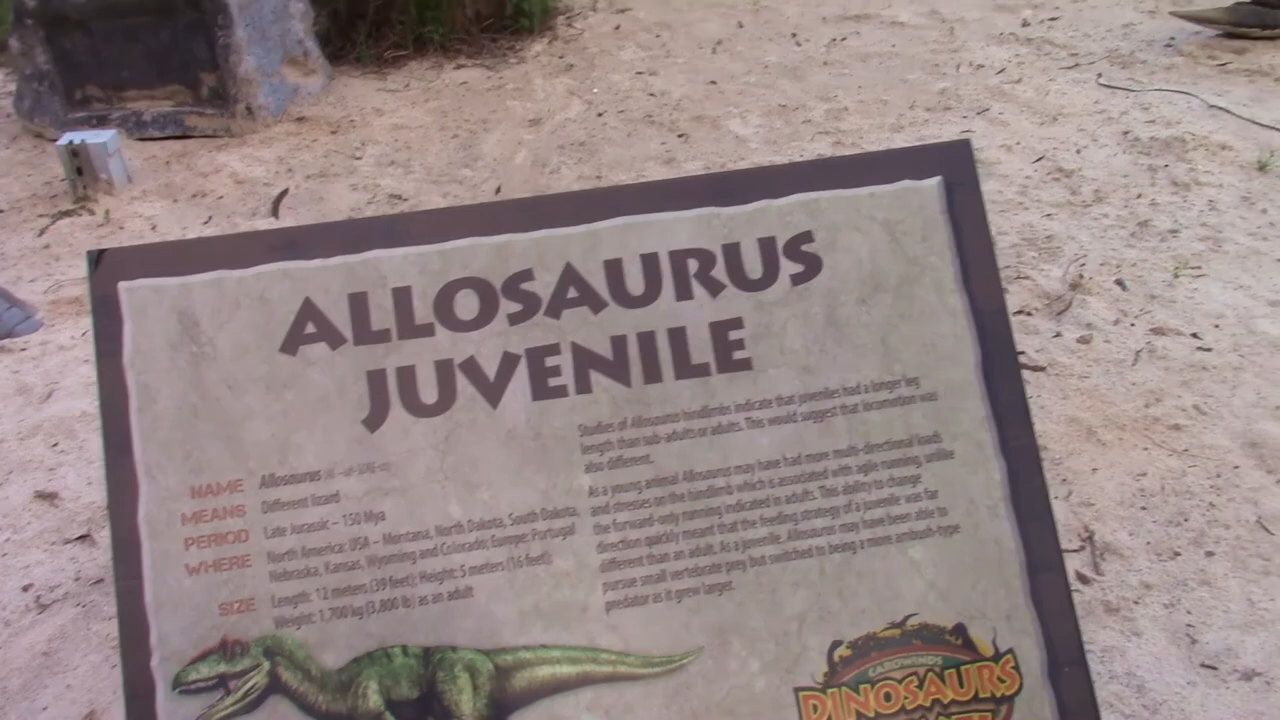 ALLOSAURUS
JUVENILE
NAME Allosaurus
MEANS Different lizard
PERIOD Late Jurassic – 150 Mya
WHERE North America: USA – Montana, North Dakota, South Dakota,
Nebraska, Kansas, Wyoming and Colorado; Europe: Portugal
SIZE Length: 12 meters (39 feet); Height: 5 meters (16 feet);
Weight: 1,700 kg (3,800 lb) as an adult
Studies of Allosaurus hindlimbs indicate that juveniles had a longer leg
length than sub-adults or adults. This would suggest that locomotion was
also different.
As a young animal Allosaurus may have had more multi-directional loads
and stresses on the hindlimb which is associated with agile running, unlike
the forward-only running indicated in adults. This ability to change
direction quickly meant that the feeding strategy of a juvenile was far
different than an adult. As a juvenile, Allosaurus may have been able to
pursue small vertebrate prey but switched to being a more ambush-type
predator as it grew larger.
CAROWINDS
DINOSAURS